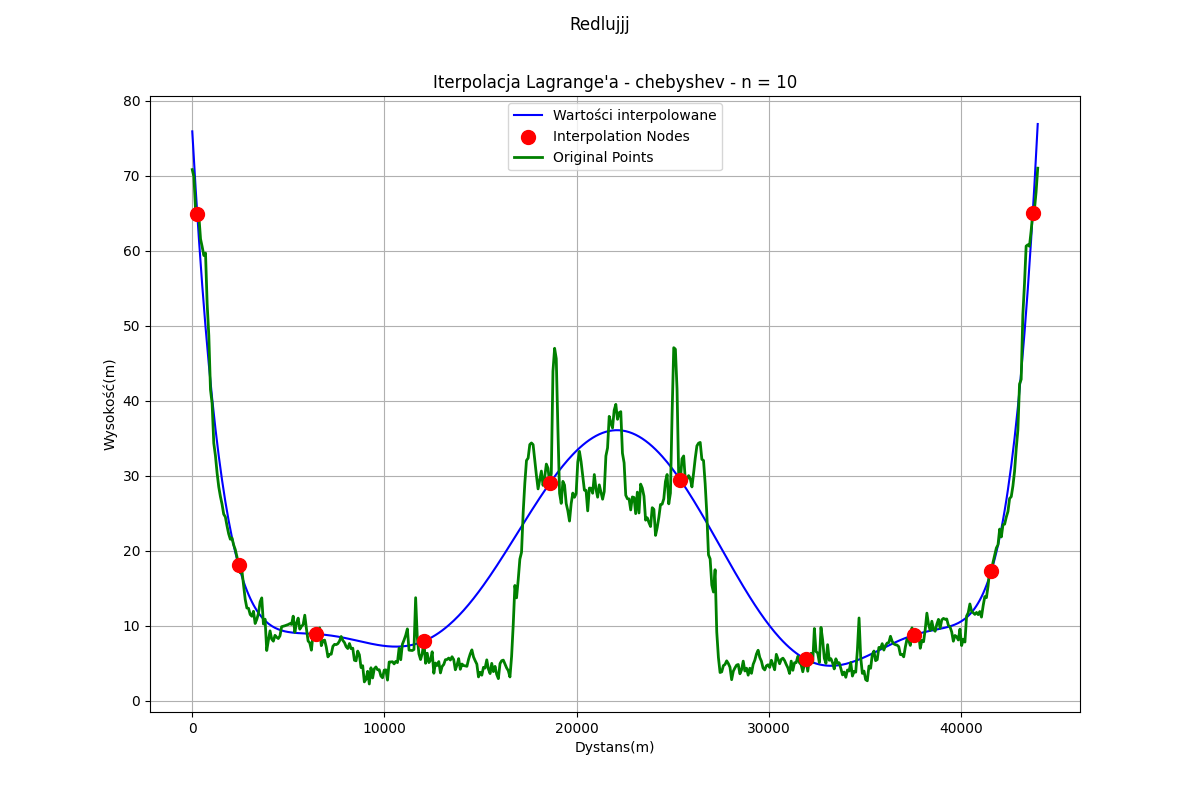 Redlujjj
Iterpolacja Lagrange'a - chebyshev - n = 10
Wartości interpolowane
Interpolation Nodes
Original Points
80
70
60
50
40
30
20
10
0
Wysokość(m)
0 10000 20000 30000 40000
Dystans(m)